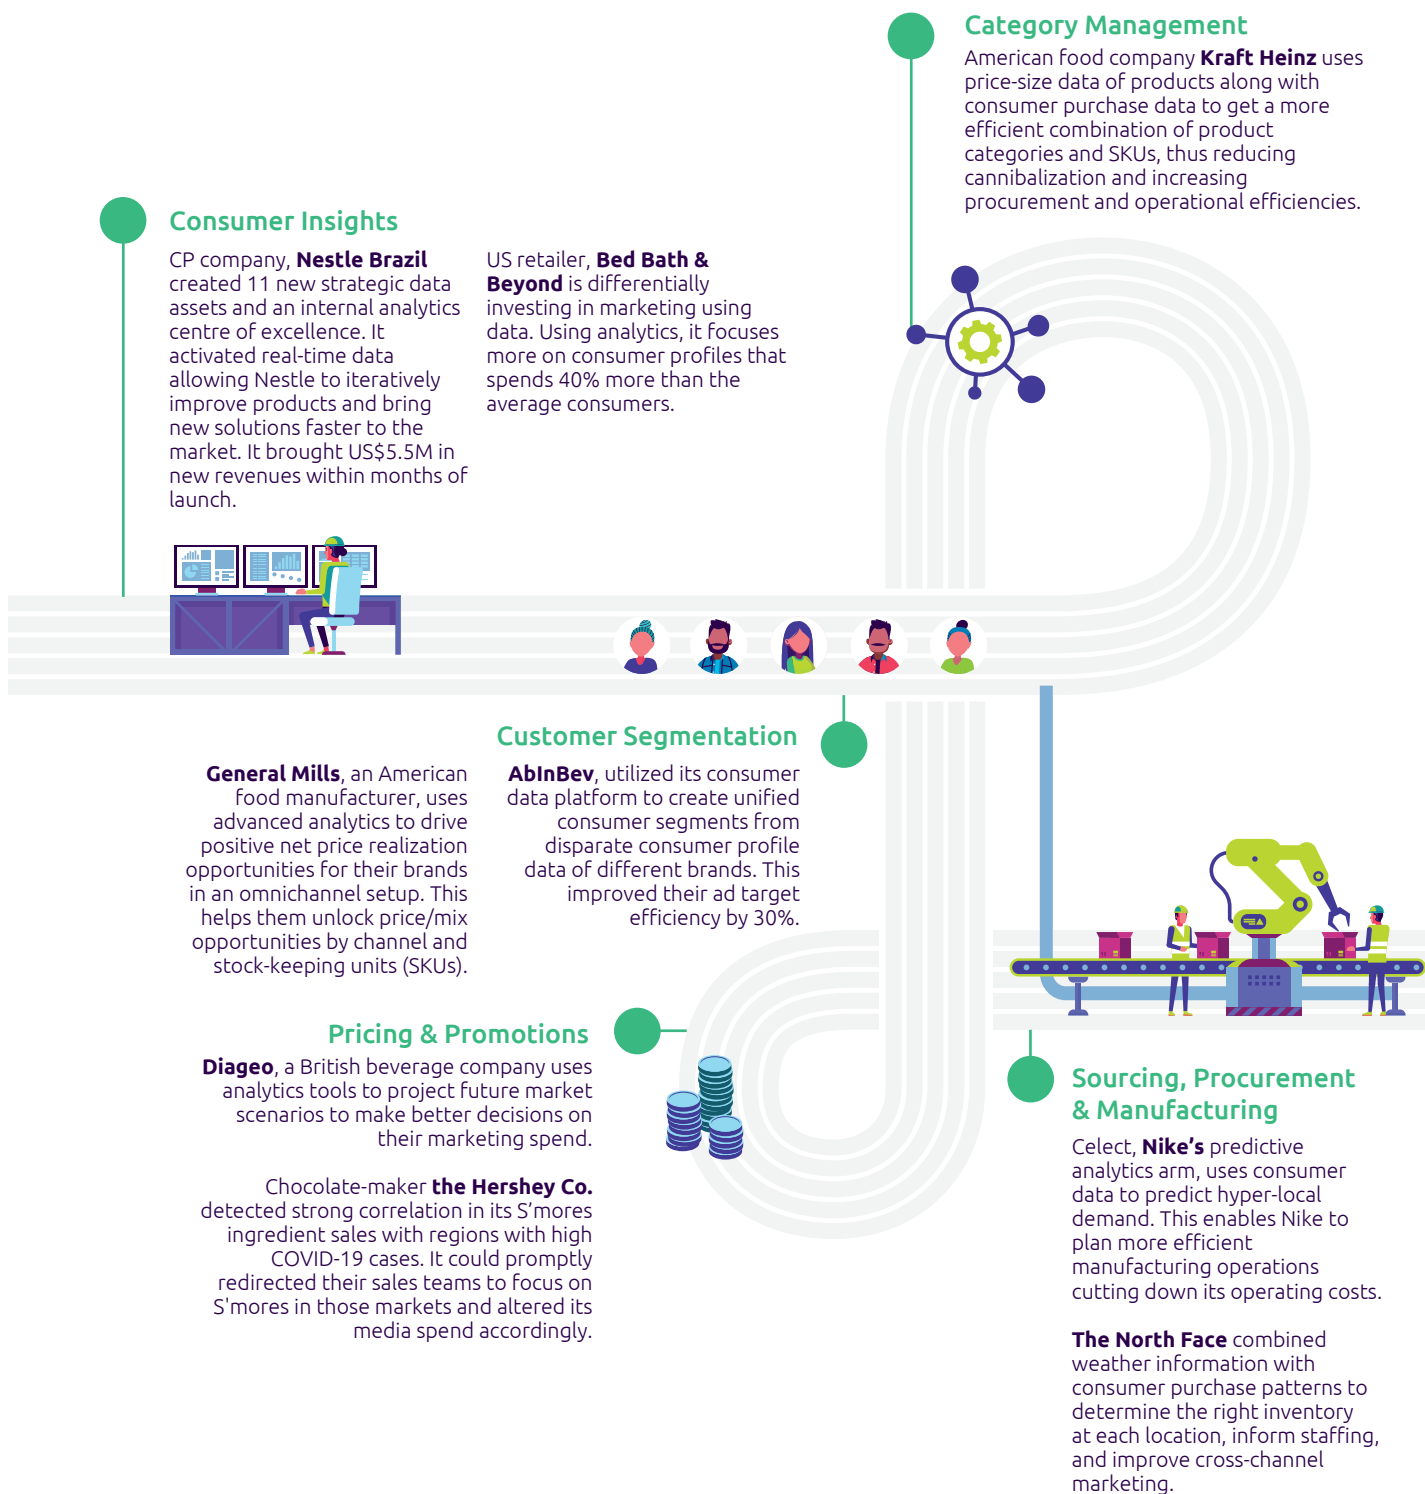 Category Management
American food company Kraft Heinz uses
price-size data of products along with
consumer purchase data to get a more
efficient combination of product
categories and SKUs, thus reducing
cannibalization and increasing
procurement and operational efficiencies.
Consumer Insights
CP company, Nestle Brazil
created 11 new strategic data
assets and an internal analytics
centre of excellence. It
activated real-time data
allowing Nestle to iteratively
improve products and bring
new solutions faster to the
market. It brought US$5.5M in
new revenues within months of
launch.
US retailer, Bed Bath &
Beyond is differentially
investing in marketing using
data. Using analytics, it focuses
more on consumer profiles that
spends 40% more than the
average consumers.
Customer Segmentation
General Mills, an American
food manufacturer, uses
advanced analytics to drive
positive net price realization
opportunities for their brands
in an omnichannel setup. This
helps them unlock price/mix
opportunities by channel and
stock-keeping units (SKUs).
AbInBev, utilized its consumer
data platform to create unified
consumer segments from
disparate consumer profile
data of different brands. This
improved their ad target
efficiency by 30%.
Pricing & Promotions
Diageo, a British beverage company uses
analytics tools to project future market
scenarios to make better decisions on
their marketing spend.
Chocolate-maker the Hershey Co.
detected strong correlation in its S’mores
ingredient sales with regions with high
COVID-19 cases. It could promptly
redirected their sales teams to focus on
S'mores in those markets and altered its
media spend accordingly.
Sourcing, Procurement
& Manufacturing
Celect, Nike’s predictive
analytics arm, uses consumer
data to predict hyper-local
demand. This enables Nike to
plan more efficient
manufacturing operations
cutting down its operating costs.
The North Face combined
weather information with
consumer purchase patterns to
determine the right inventory
at each location, inform staffing,
and improve cross-channel
marketing.